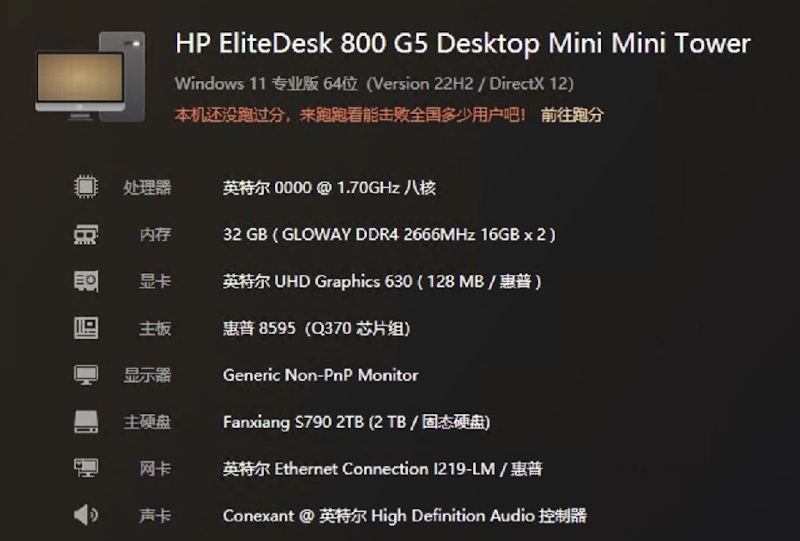 HP EliteDesk 800 G5 Desktop Mini Mini Tower
Windows 11 专业版 64位 (Version 22H2 / DirectX 12)
本机还没跑过分，来跑跑看能击败全国多少用户吧！ 前往跑分
处理器 英特尔 0000 @ 1.70GHz 八核
内存 32 GB ( GLOWAY DDR4 2666MHz 16GB x 2 )
显卡 英特尔 UHD Graphics 630 ( 128 MB / 惠普 )
主板 惠普 8595 (Q370 芯片组)
显示器 Generic Non-PnP Monitor
主硬盘 Fanxiang S790 2TB (2 TB / 固态硬盘)
网卡 英特尔 Ethernet Connection I219-LM / 惠普
声卡 Conexant @ 英特尔 High Definition Audio 控制器